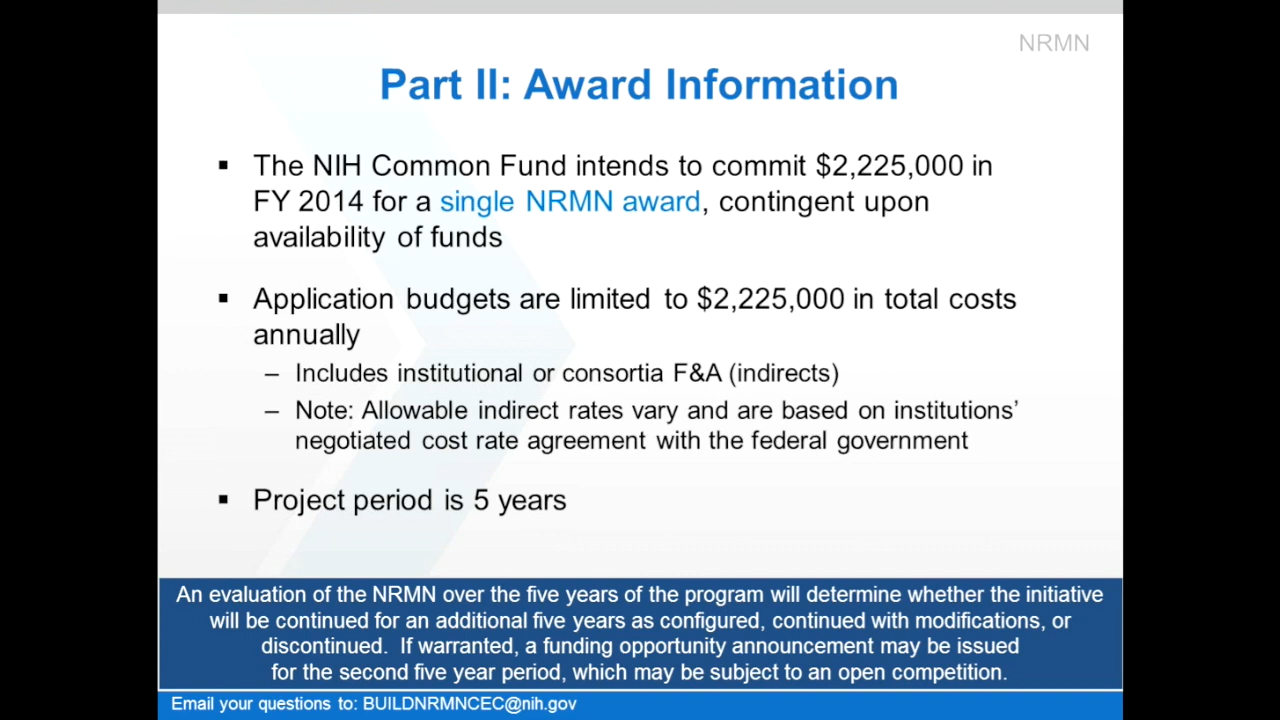 NRMN
Part II: Award Information
▪ The NIH Common Fund intends to commit $2,225,000 in
FY 2014 for a single NRMN award, contingent upon
availability of funds
▪ Application budgets are limited to $2,225,000 in total costs
annually
– Includes institutional or consortia F&A (indirects)
– Note: Allowable indirect rates vary and are based on institutions’
negotiated cost rate agreement with the federal government
▪ Project period is 5 years
An evaluation of the NRMN over the five years of the program will determine whether the initiative
will be continued for an additional five years as configured, continued with modifications, or
discontinued.  If warranted, a funding opportunity announcement may be issued
for the second five year period, which may be subject to an open competition.
Email your questions to: BUILDNRMNCEC@nih.gov